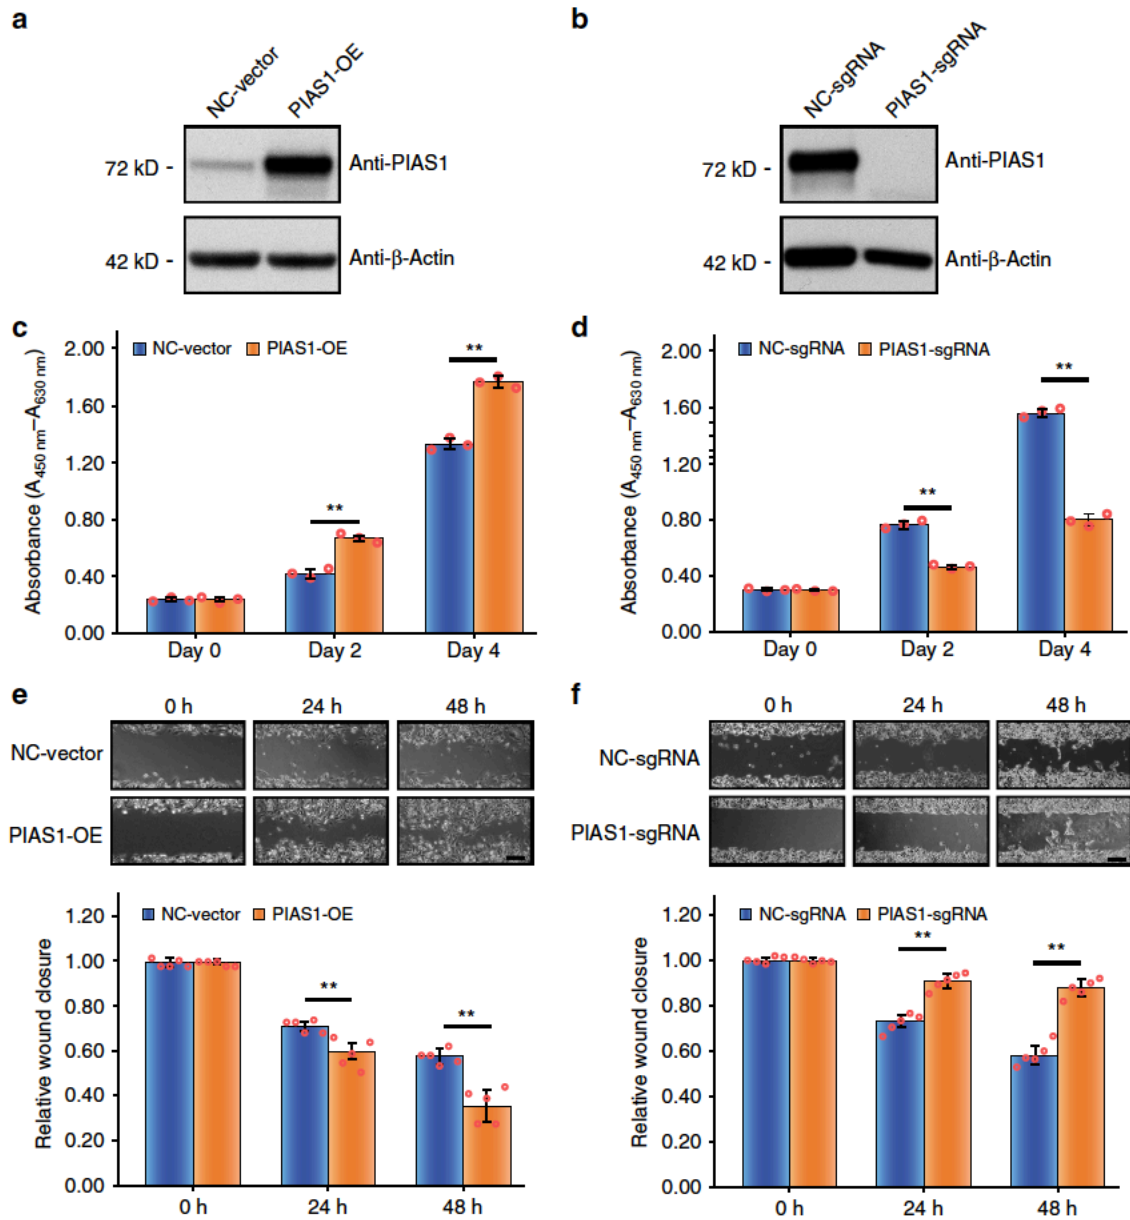 a
NC-vector
PIAS1-OE
72 kD -
Anti-PIAS1
42 kD -
Anti-β-Actin
b
NC-sgRNA
PIAS1-sgRNA
72 kD -
Anti-PIAS1
42 kD -
Anti-β-Actin
c
NC-vector PIAS1-OE
Absorbance (A450 nm–A630 nm)
2.00
1.60
1.20
0.80
0.40
0.00
**
**
Day 0 Day 2 Day 4
d
NC-sgRNA PIAS1-sgRNA
Absorbance (A450 nm–A630 nm)
2.00
1.60
1.20
0.80
0.40
0.00
**
**
Day 0 Day 2 Day 4
e
0 h 24 h 48 h
NC-vector
PIAS1-OE
NC-vector PIAS1-OE
Relative wound closure
1.20
1.00
0.80
0.60
0.40
0.20
0.00
**
**
0 h 24 h 48 h
f
0 h 24 h 48 h
NC-sgRNA
PIAS1-sgRNA
NC-sgRNA PIAS1-sgRNA
Relative wound closure
1.20
1.00
0.80
0.60
0.40
0.20
0.00
**
**
0 h 24 h 48 h